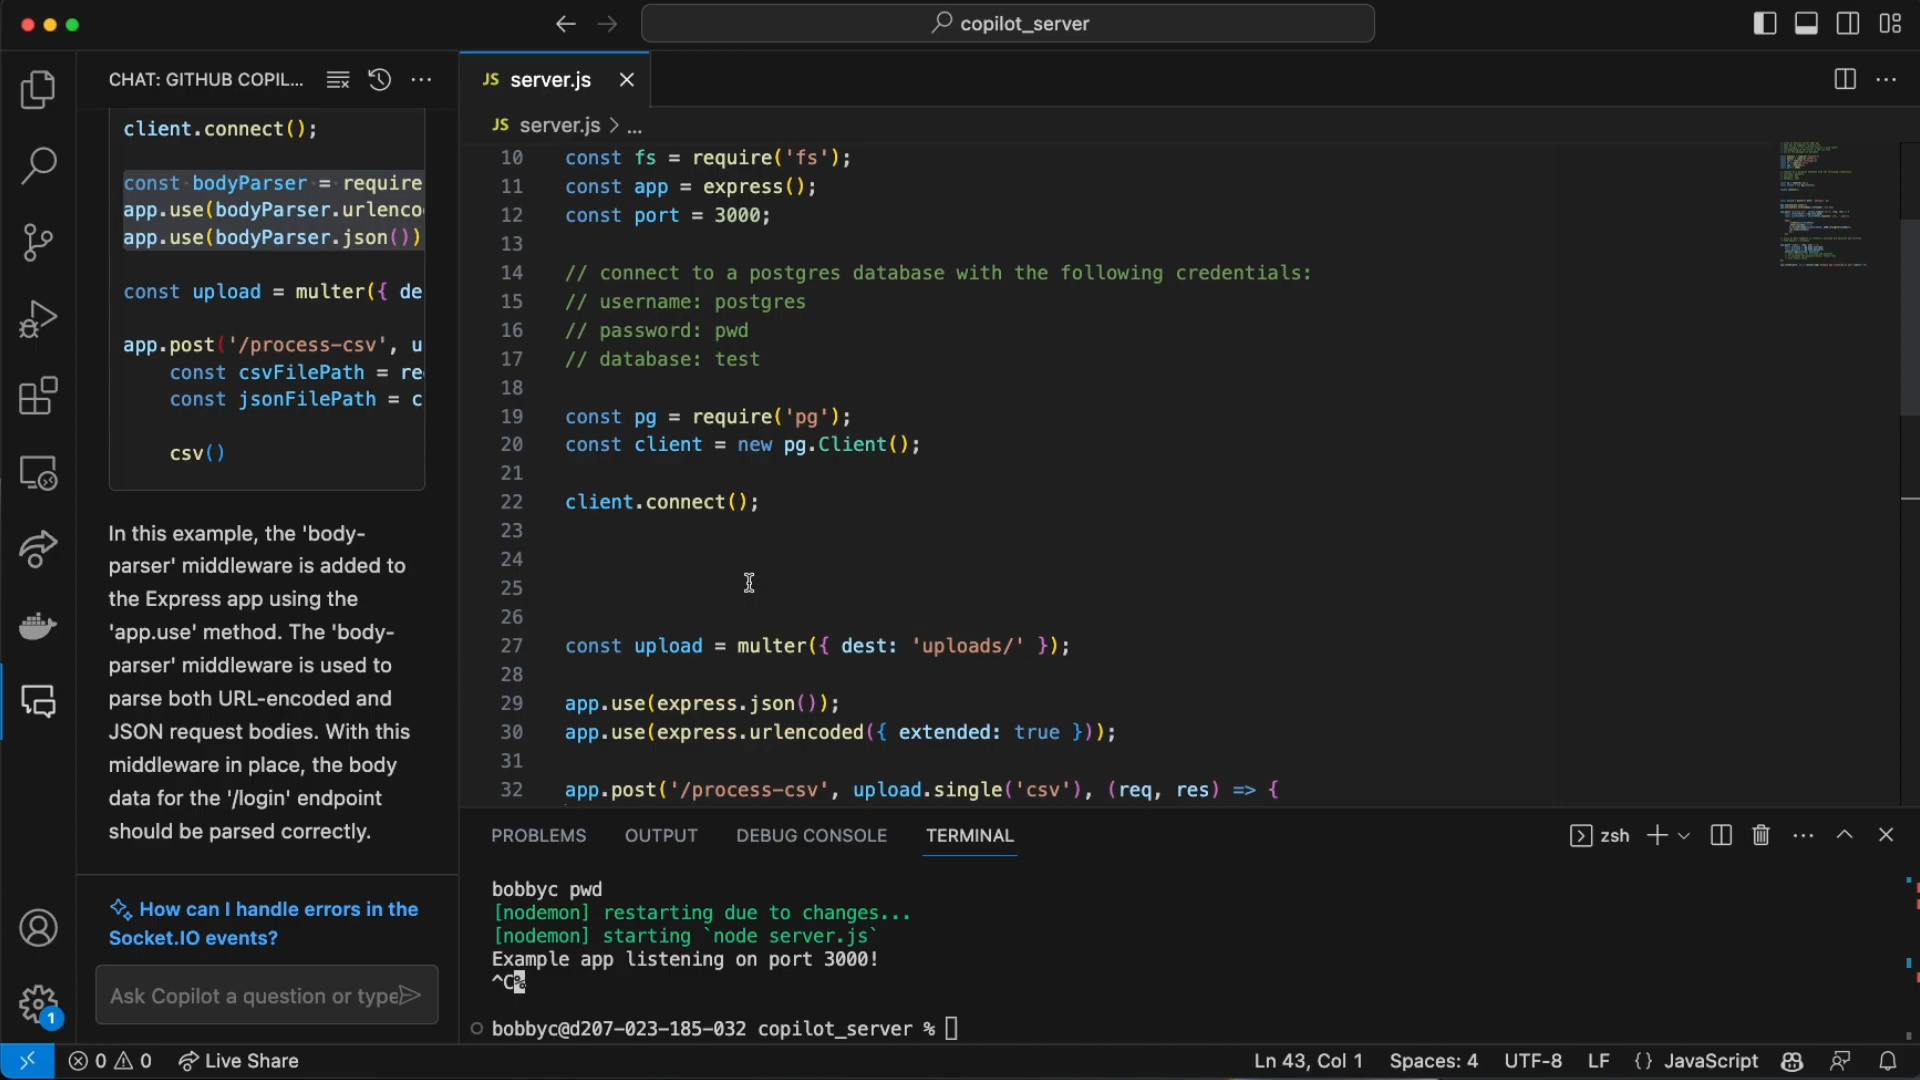 copilot_server
CHAT: GITHUB COPIL...
client.connect();
const bodyParser = require
app.use(bodyParser.urlenco
app.use(bodyParser.json())
const upload = multer({ de
app.post('/process-csv', u
const csvFilePath = re
const jsonFilePath = c
csv()
In this example, the 'body-
parser' middleware is added to
the Express app using the
'app.use' method. The 'body-
parser' middleware is used to
parse both URL-encoded and
JSON request bodies. With this
middleware in place, the body
data for the '/login' endpoint
should be parsed correctly.
How can I handle errors in the
Socket.IO events?
Ask Copilot a question or type
1
JS server.js
JS server.js > ...
10 const fs = require('fs');
11 const app = express();
12 const port = 3000;
13
14 // connect to a postgres database with the following credentials:
15 // username: postgres
16 // password: pwd
17 // database: test
18
19 const pg = require('pg');
20 const client = new pg.Client();
21
22 client.connect();
23
24
25
26
27 const upload = multer({ dest: 'uploads/' });
28
29 app.use(express.json());
30 app.use(express.urlencoded({ extended: true }));
31
32 app.post('/process-csv', upload.single('csv'), (req, res) => {
PROBLEMS OUTPUT DEBUG CONSOLE TERMINAL zsh
bobbyc pwd
[nodemon] restarting due to changes...
[nodemon] starting `node server.js`
Example app listening on port 3000!
^C%
bobbyc@d207-023-185-032 copilot_server %
0 0 Live Share Ln 43, Col 1 Spaces: 4 UTF-8 LF {} JavaScript